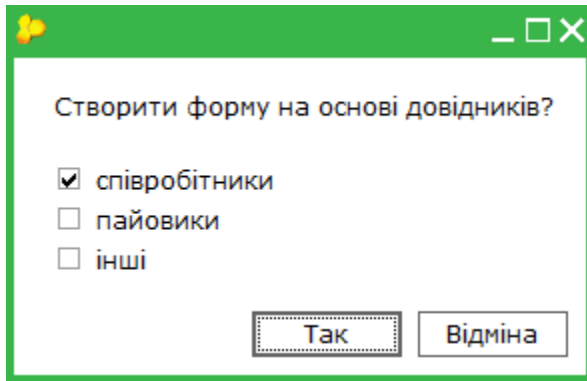 Створити форму на основі довідників?
співробітники
пайовики
інші
Так Відміна